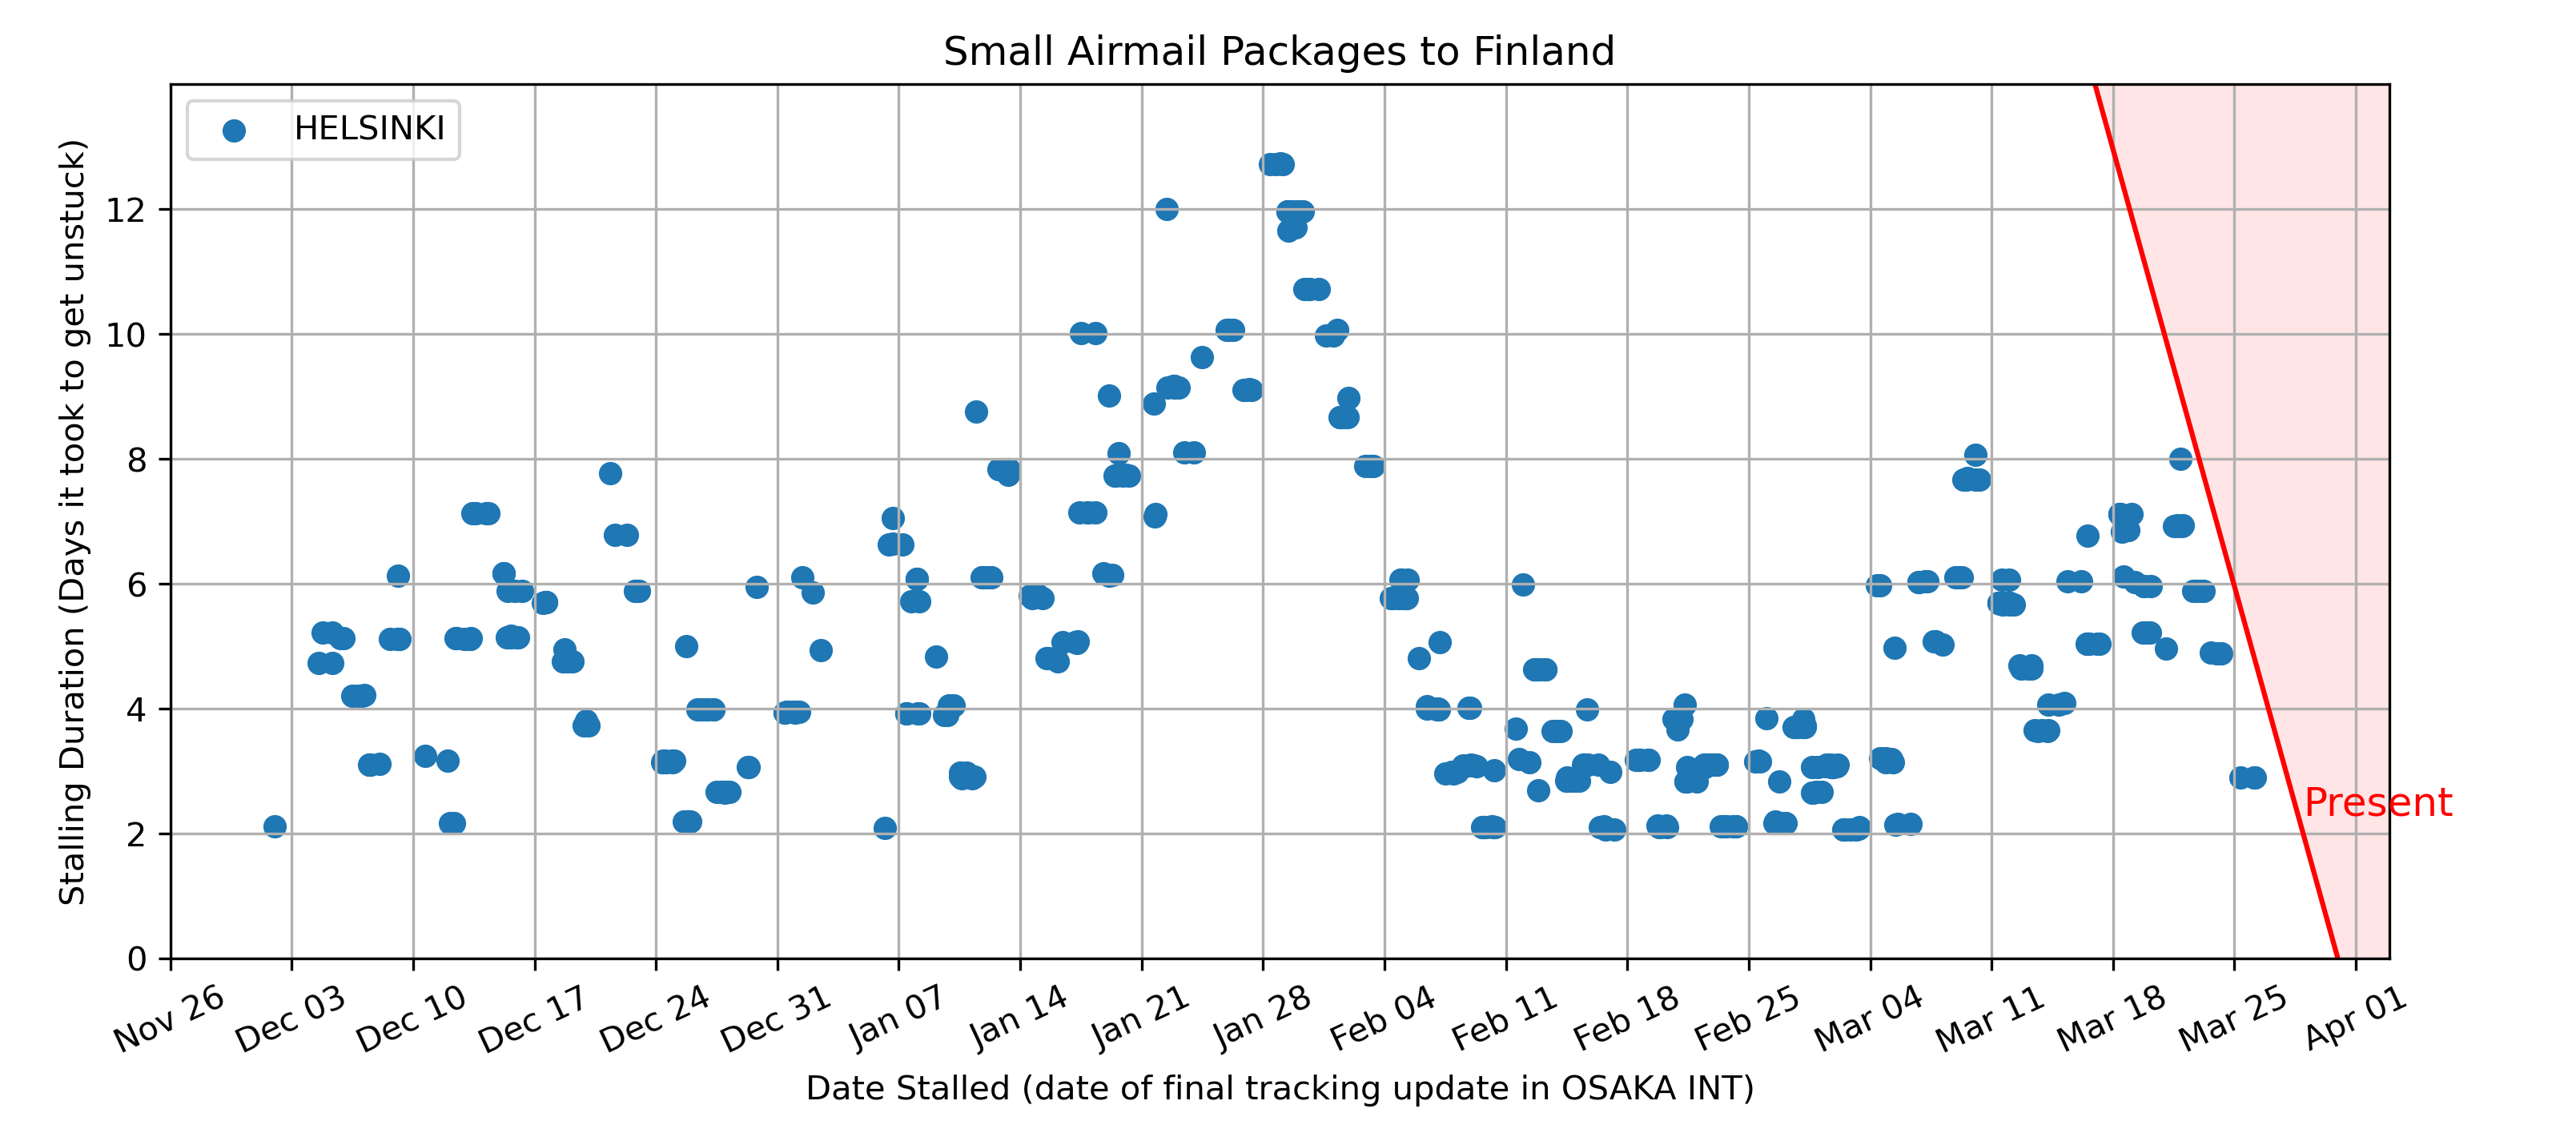 Small Airmail Packages to Finland
HELSINKI
Stalling Duration (Days it took to get unstuck)
12
10
8
6
4
2
0
Present
Nov 26
Dec 03
Dec 10
Dec 17
Dec 24
Dec 31
Jan 07
Jan 14
Jan 21
Jan 28
Feb 04
Feb 11
Feb 18
Feb 25
Mar 04
Mar 11
Mar 18
Mar 25
Apr 01
Date Stalled (date of final tracking update in OSAKA INT)